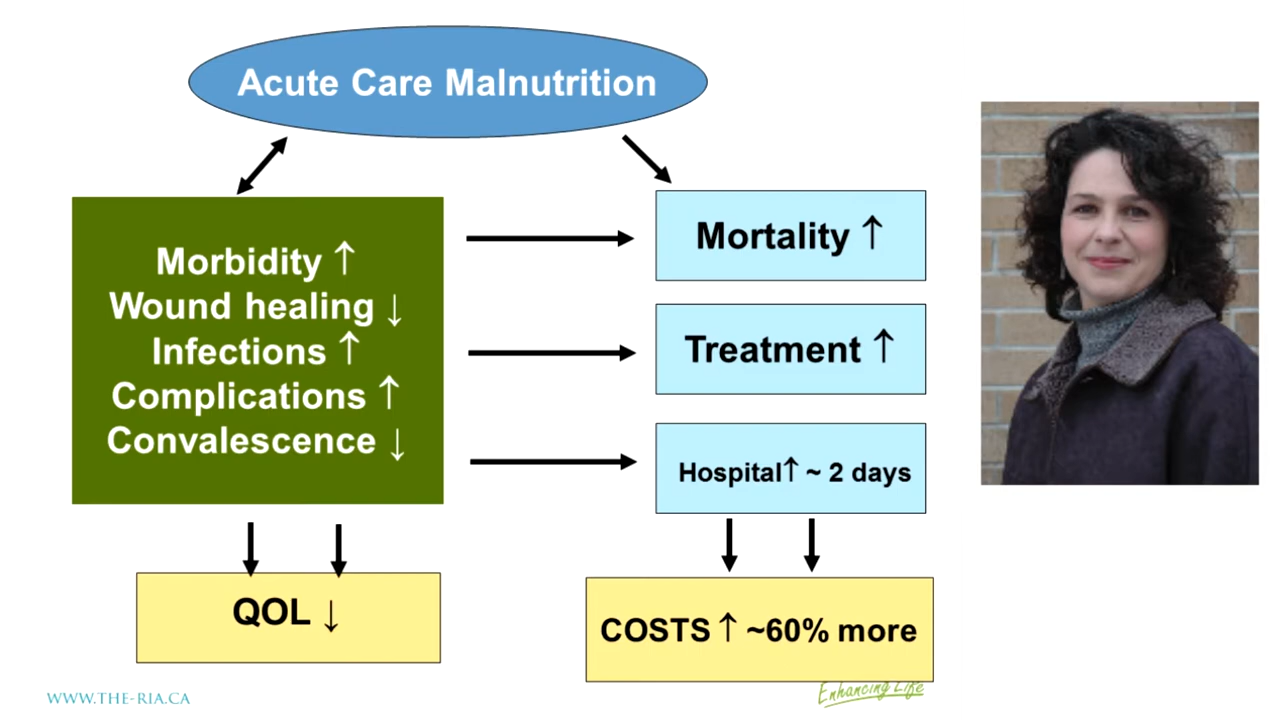 Acute Care Malnutrition
Morbidity ↑
Wound healing ↓
Infections ↑
Complications ↑
Convalescence ↓
Mortality ↑
Treatment ↑
Hospital↑ ~ 2 days
QOL ↓
COSTS ↑ ~60% more
WWW.THE-RIA.CA
Enhancing Life